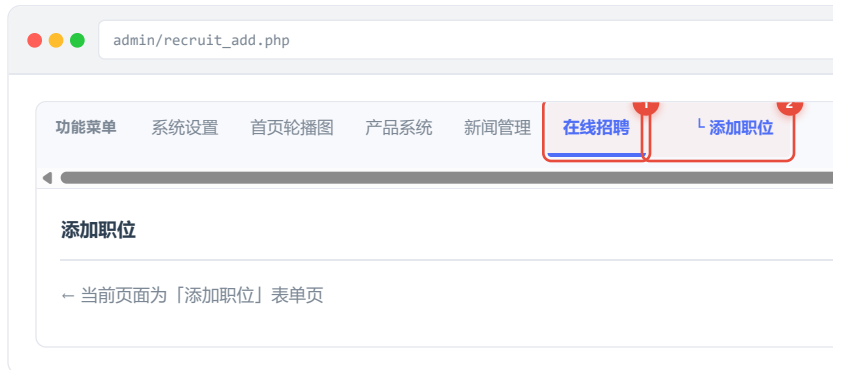 admin/recruit_add.php
功能菜单 系统设置 首页轮播图 产品系统 新闻管理 在线招聘 1 └ 添加职位 2
添加职位
← 当前页面为「添加职位」表单页